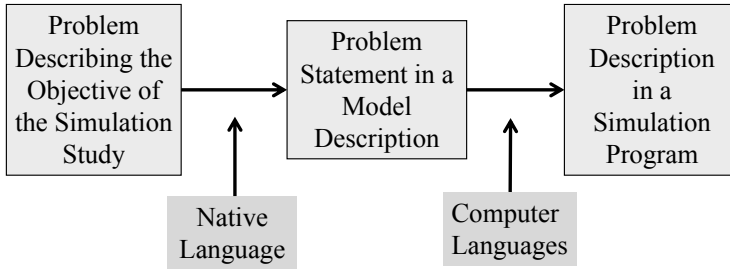 Problem
Describing the
Objective of
the Simulation
Study
Problem
Statement in a
Model
Description
Problem
Description
in a
Simulation
Program
Native
Language
Computer
Languages